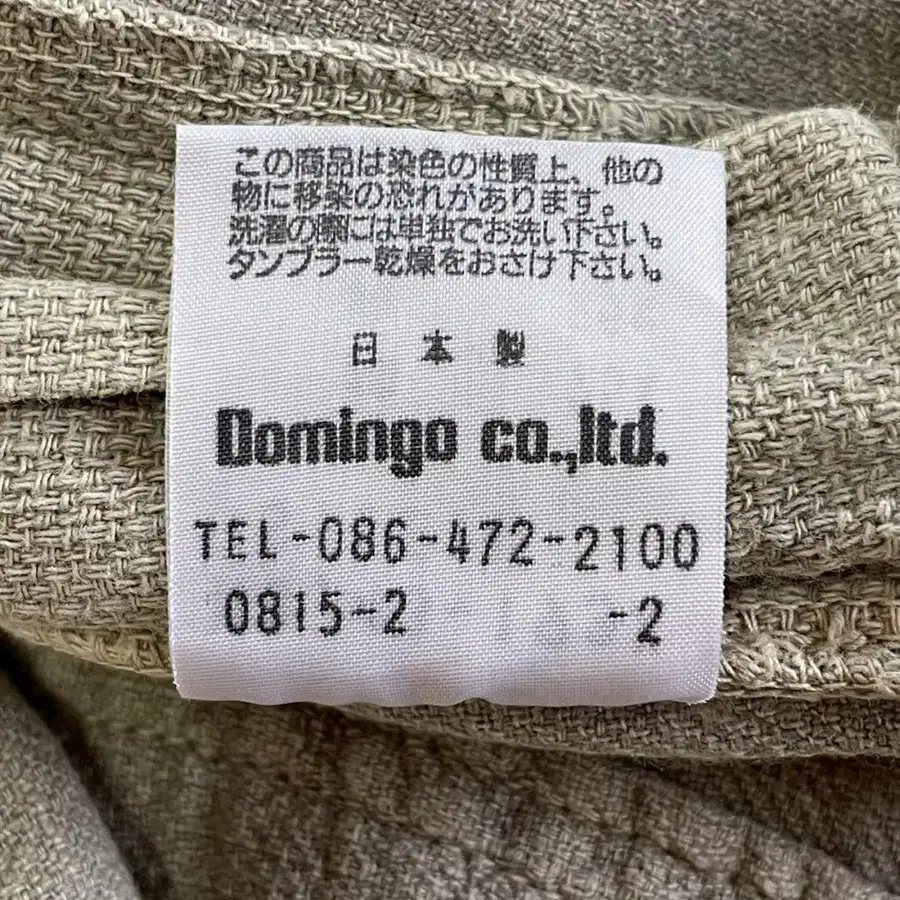 この商品は染色の性質上、他の
物に移染の恐れがあります。
洗濯の際には単独でお洗い下さい。
タンブラー乾燥をおさけ下さい。
日本製
Domingo co.,ltd.
TEL-086-472-2100
0815-2 -2